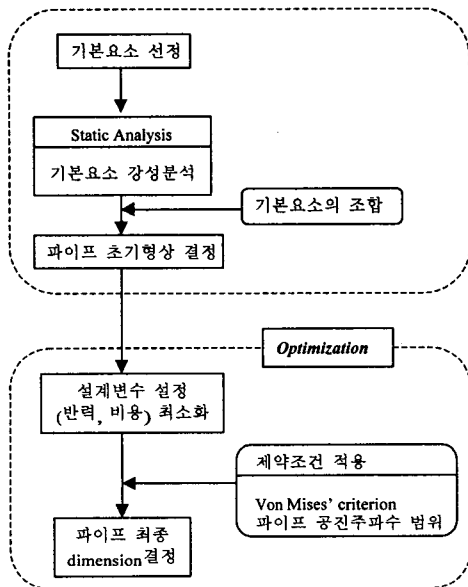 기본요소 선정
Static Analysis
기본요소 강성분석
기본요소의 조합
파이프 초기형상 결정
Optimization
설계변수 설정
(반력, 비용) 최소화
제약조건 적용
Von Mises' criterion
파이프 공진주파수 범위
파이프 최종
dimension결정